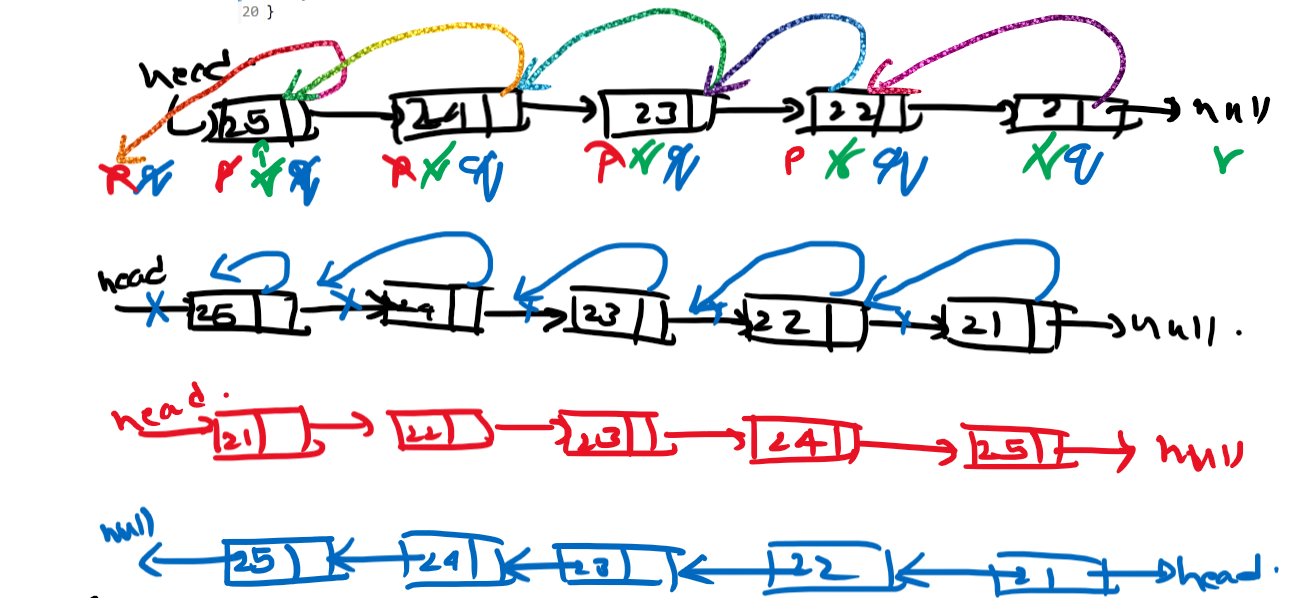 20 }
head
25 24 23 22 2 null
p q p r q p r q p r q p r q r q r
head
25 24 23 22 21 null.
head.
21 22 23 24 25 null
null 25 24 23 22 21 head.